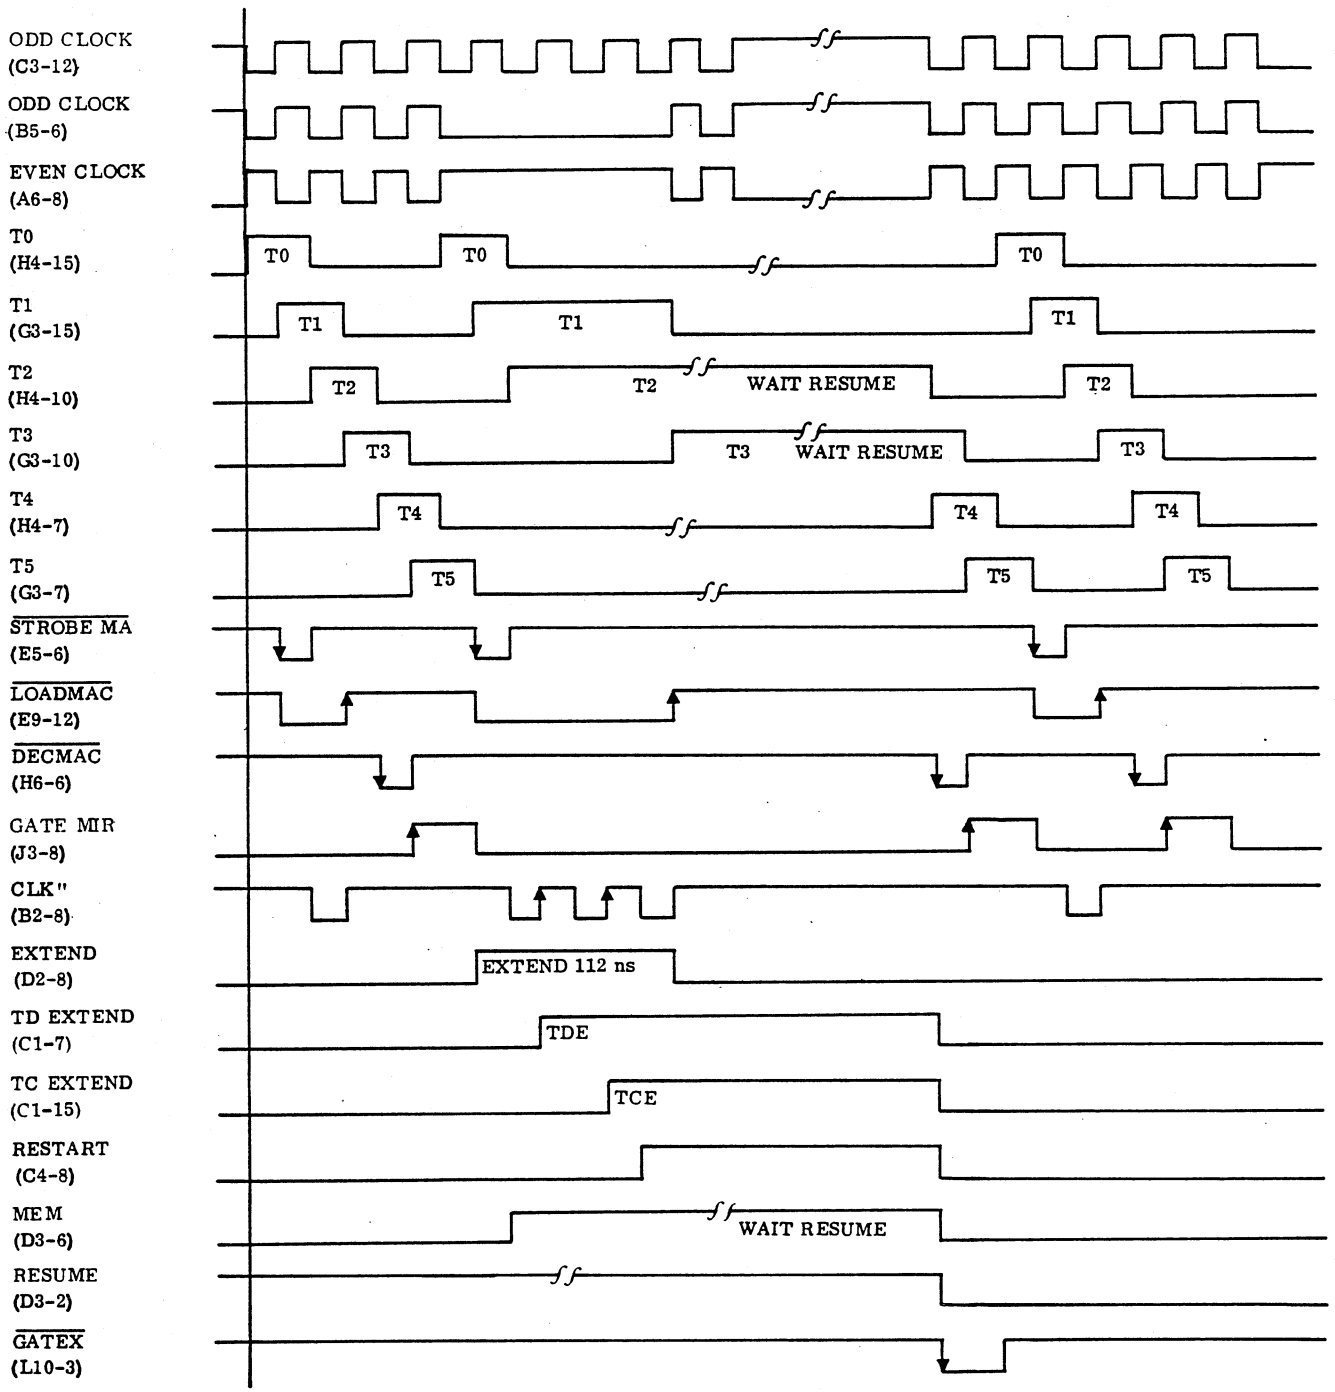 ODD CLOCK
(C3-12)
ODD CLOCK
(B5-6)
EVEN CLOCK
(A6-8)
T0
(H4-15)
T0
T0
T0
T1
(G3-15)
T1
T1
T1
T2
(H4-10)
T2
T2
WAIT RESUME
T2
T3
(G3-10)
T3
T3
WAIT RESUME
T3
T4
(H4-7)
T4
T4
T4
T5
(G3-7)
T5
T5
T5
STROBE MA
(E5-6)
LOADMAC
(E9-12)
DECMAC
(H6-6)
GATE MIR
(J3-8)
CLK"
(B2-8)
EXTEND
(D2-8)
EXTEND 112 ns
TD EXTEND
(C1-7)
TDE
TC EXTEND
(C1-15)
TCE
RESTART
(C4-8)
MEM
(D3-6)
WAIT RESUME
RESUME
(D3-2)
GATEX
(L10-3)